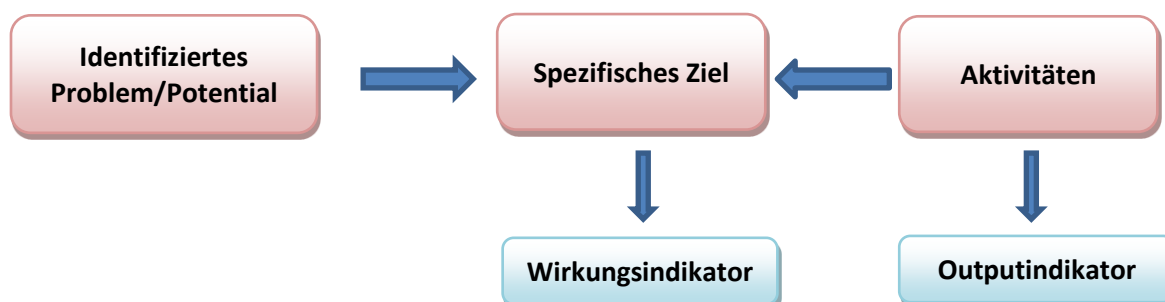 Identifiziertes
Problem/Potential
Spezifisches Ziel
Aktivitäten
Wirkungsindikator
Outputindikator